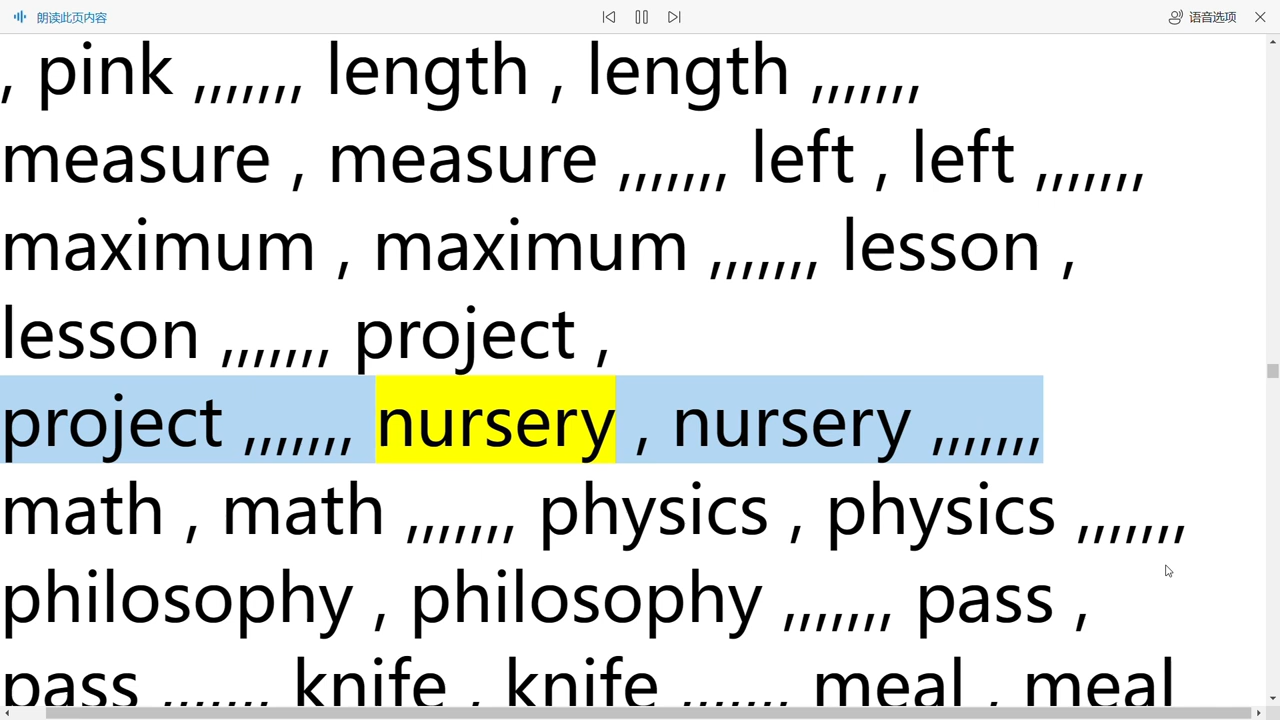 朗读此页内容
语音选项
, pink ,,,,,,, length , length ,,,,,,,
measure , measure ,,,,,,, left , left ,,,,,,,
maximum , maximum ,,,,,,, lesson ,
lesson ,,,,,,, project ,
project ,,,,,,, nursery , nursery ,,,,,,,
math , math ,,,,,,, physics , physics ,,,,,,,
philosophy , philosophy ,,,,,,, pass ,
pass ,,,,,,, knife , knife ,,,,,,, meal , meal